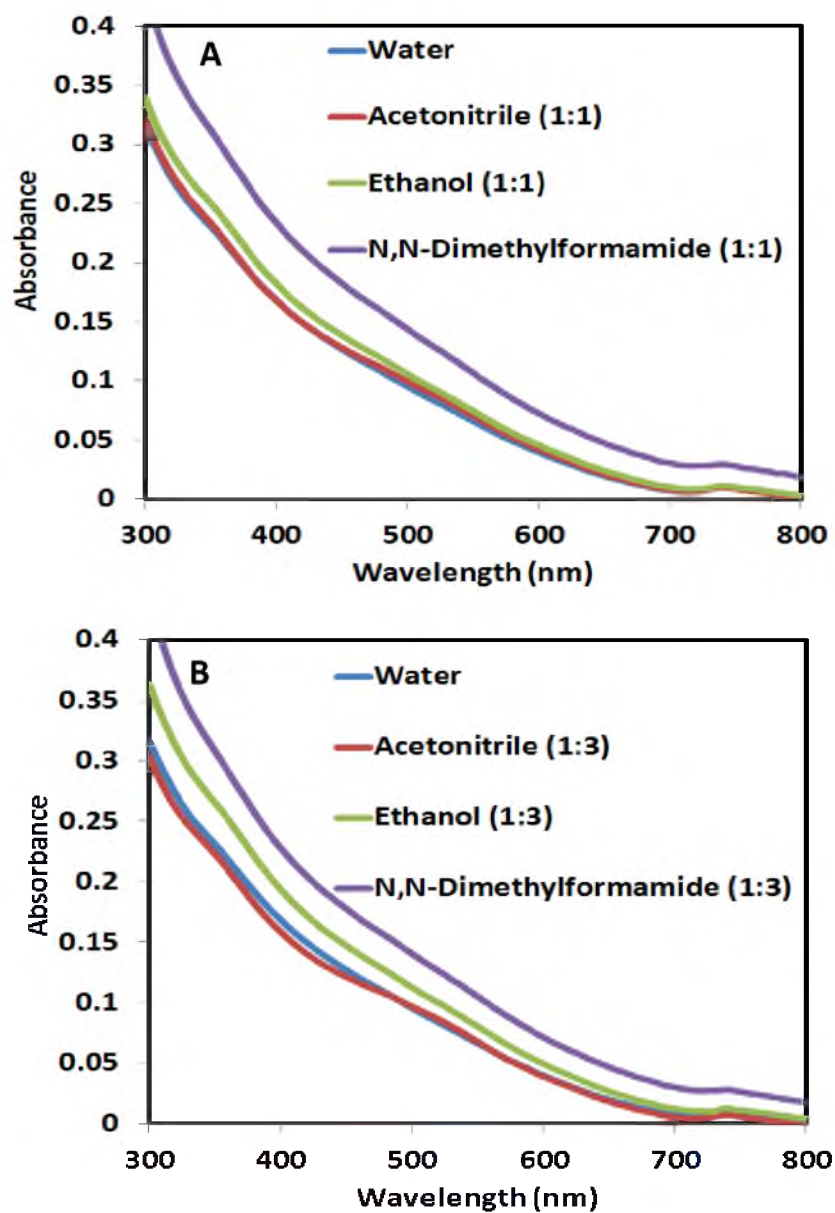 0.4
A
Water
0.35
Acetonitrile (1:1)
0.3
0.25
Ethanol (1:1)
0.2
N,N-Dimethylformamide (1:1)
0.15
0.1
0.05
0
Absorbance
300 400 500 600 700 800
Wavelength (nm)
0.4
B
Water
0.35
0.3
Acetonitrile (1:3)
0.25
Ethanol (1:3)
0.2
N,N-Dimethylformamide (1:3)
0.15
0.1
0.05
0
Absorbance
300 400 500 600 700 800
Wavelength (nm)